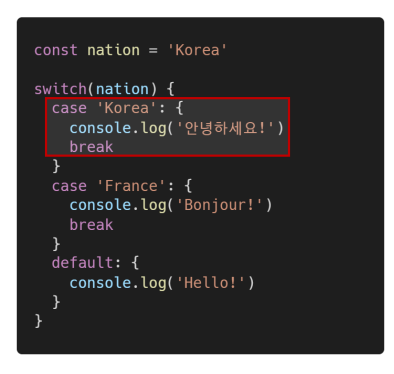 const nation = 'Korea'
switch(nation) {
case 'Korea': {
console.log('안녕하세요!')
break
}
case 'France': {
console.log('Bonjour!')
break
}
default: {
console.log('Hello!')
}
}